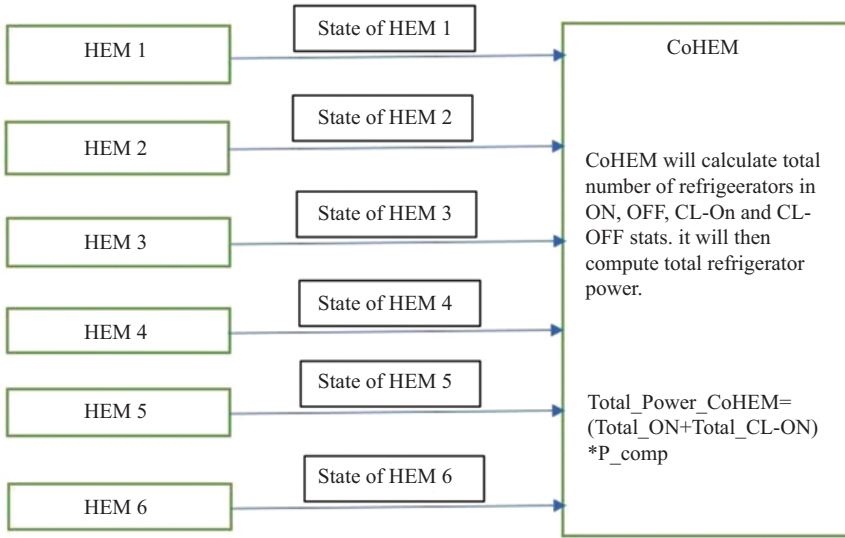 HEM 1
State of HEM 1
HEM 2
State of HEM 2
HEM 3
State of HEM 3
HEM 4
State of HEM 4
HEM 5
State of HEM 5
HEM 6
State of HEM 6
CoHEM
CoHEM will calculate total
number of refrigeerators in
ON, OFF, CL-On and CL-
OFF stats. it will then
compute total refrigerator
power.
Total_Power_CoHEM=
(Total_ON+Total_CL-ON)
*P_comp